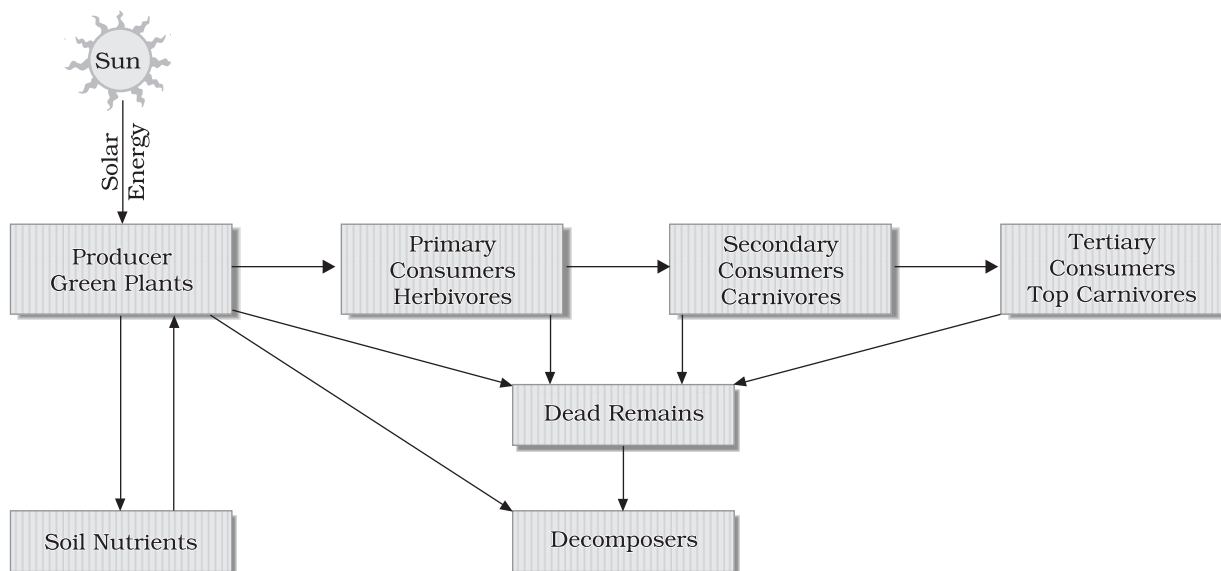 Sun
Solar
Energy
Producer
Green Plants
Primary
Consumers
Herbivores
Secondary
Consumers
Carnivores
Tertiary
Consumers
Top Carnivores
Dead Remains
Soil Nutrients
Decomposers